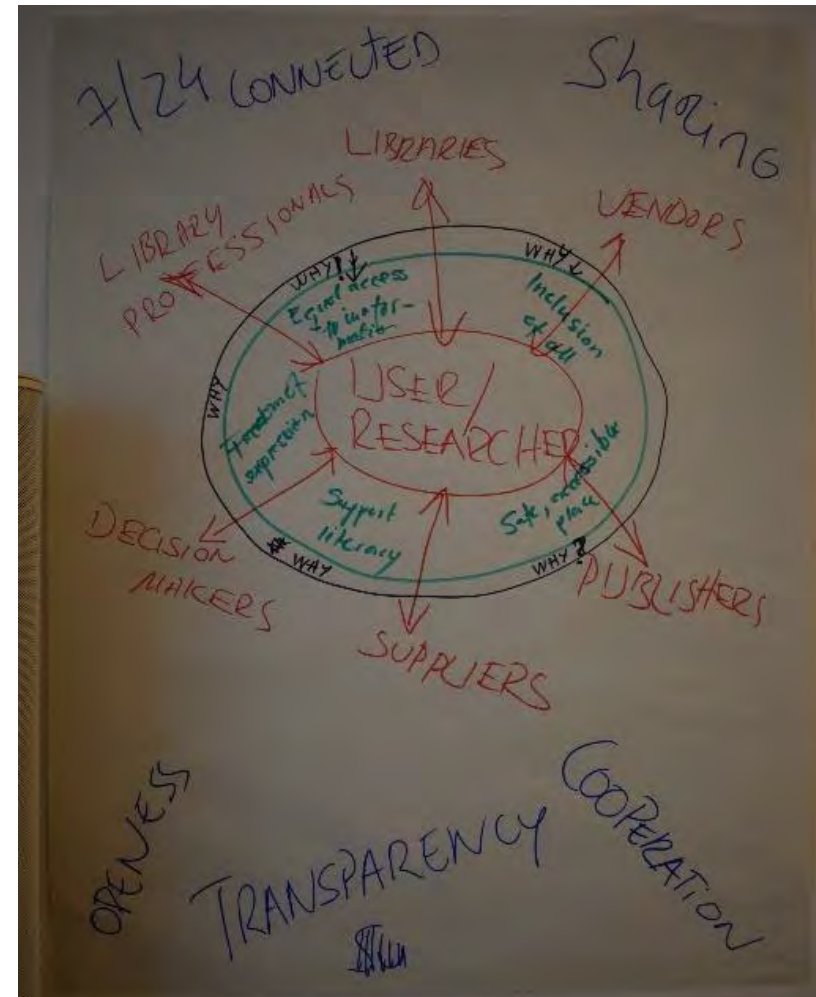 7/24 CONNECTED
Sharing
LIBRARIES
VENDORS
LIBRARY
PROFESSIONALS
WHY!
WHY
Equal access
to infor-
mation
Inclusion
of all
WHY
USER/
RESEARCHER
Freedom of
expression
Support
literacy
Safe, accessible
place
WHY
WHY?
DECISION
MAKERS
PUBLISHERS
SUPPLIERS
OPENESS
TRANSPARENCY
COOPERATION